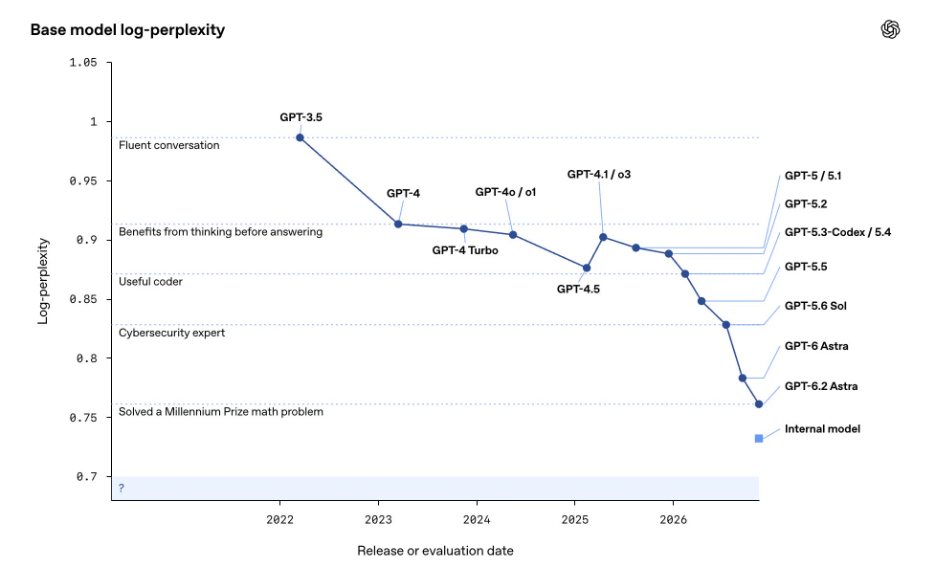 Base model log-perplexity
1.05
1
0.95
0.9
0.85
0.8
0.75
0.7
Log-perplexity
GPT-3.5
Fluent conversation
GPT-4
GPT-4o / o1
GPT-4.1 / o3
GPT-5 / 5.1
GPT-5.2
Benefits from thinking before answering
GPT-5.3-Codex / 5.4
GPT-4 Turbo
GPT-5.5
Useful coder
GPT-4.5
GPT-5.6 Sol
Cybersecurity expert
GPT-6 Astra
GPT-6.2 Astra
Solved a Millennium Prize math problem
Internal model
?
2022
2023
2024
2025
2026
Release or evaluation date